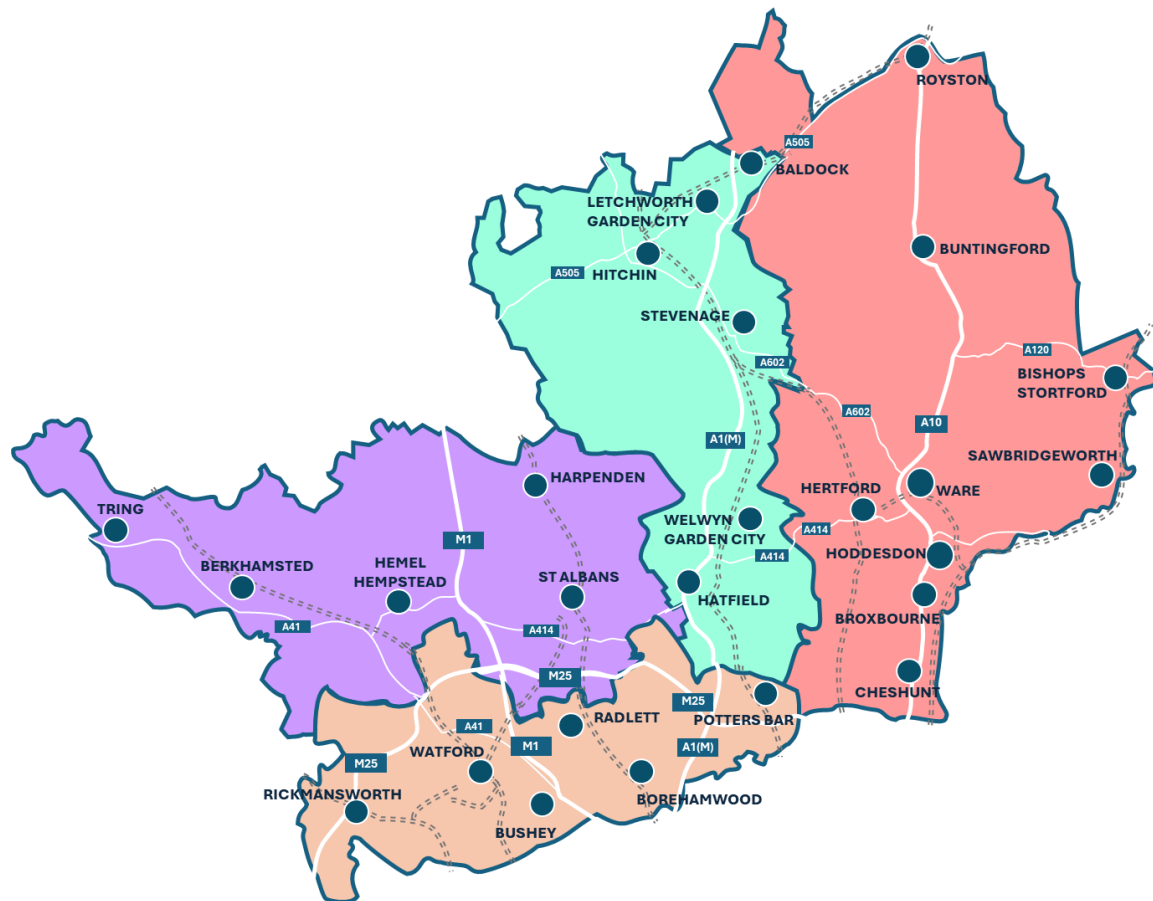 ROYSTON
A505
BALDOCK
LETCHWORTH
GARDEN CITY
BUNTINGFORD
HITCHIN
A505
STEVENAGE
A602
A120
BISHOPS
STORTFORD
A602
A10
A1(M)
SAWBRIDGEWORTH
HARPENDEN
HERTFORD
WARE
TRING
WELWYN
GARDEN CITY
A414
M1
A414
HODDESDON
BERKHAMSTED
HEMEL
HEMPSTEAD
ST ALBANS
HATFIELD
BROXBOURNE
A41
A414
M25
CHESHUNT
M25
POTTERS BAR
RADLETT
A41
WATFORD
M1
A1(M)
M25
RICKMANSWORTH
BOREHAMWOOD
BUSHEY